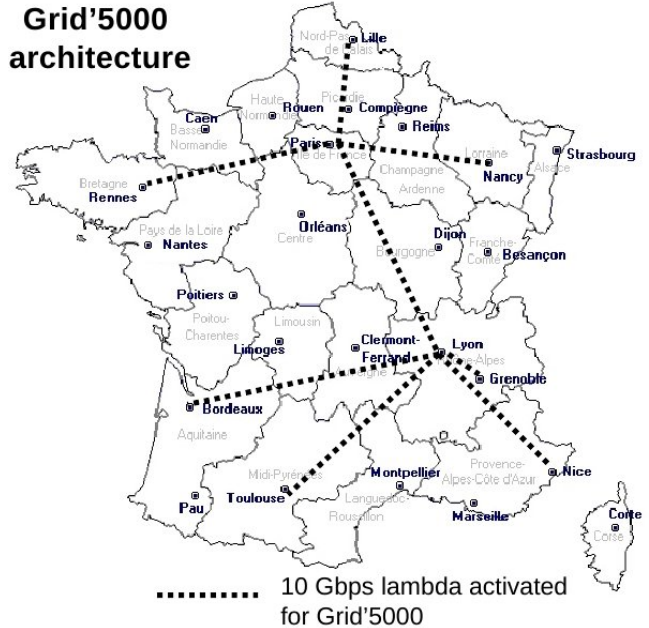 Grid'5000
architecture
Nord-Pas
de Calais
Lille
Haute
Normandie
Rouen
Picardie
Compiègne
Caen
Basse
Normandie
Reims
Paris
Ile de France
Lorraine
Nancy
Strasbourg
Alsace
Champagne
Ardenne
Bretagne
Rennes
Pays de la Loire
Nantes
Orléans
Centre
Dijon
Bourgogne
Franche-
Comté
Besançon
Poitiers
Poitou-
Charentes
Limousin
Limoges
Clermont-
Ferrand
Auvergne
Lyon
Rhône-Alpes
Grenoble
Bordeaux
Aquitaine
Midi-Pyrénées
Toulouse
Pau
Montpellier
Languedoc-
Roussillon
Provence-
Alpes-Côte d'Azur
Nice
Marseille
Corte
Corse
10 Gbps lambda activated
for Grid'5000